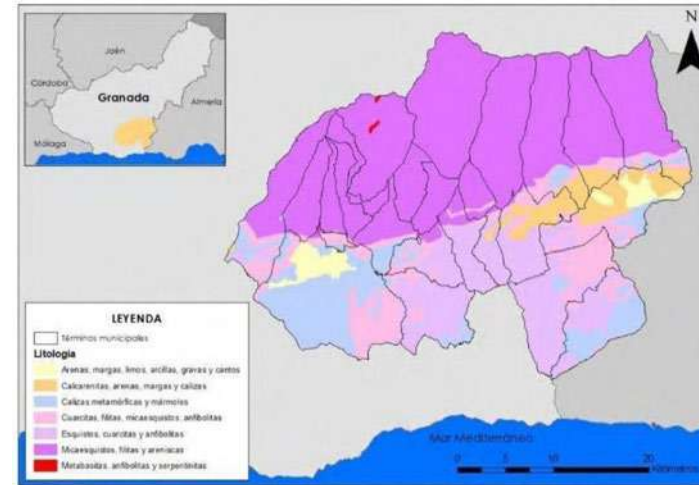 Jaén
Córdoba
Granada
Almería
Málaga
N
LEYENDA
Términos municipales
Litología
Arenas, margas, limos, arcillas, gravas y cantos
Calcarenitas, arenas, margas y calizas
Calizas metamórficas y mármoles
Cuarcitas, filitas, micaesquistos, anfibolitas
Esquistos, cuarcitas y anfibolitas
Micaesquistos, filitas y areniscas
Metabasitas, anfibolitas y serpentinitas
Mar Mediterráneo
0 5 10 20
Kilómetros